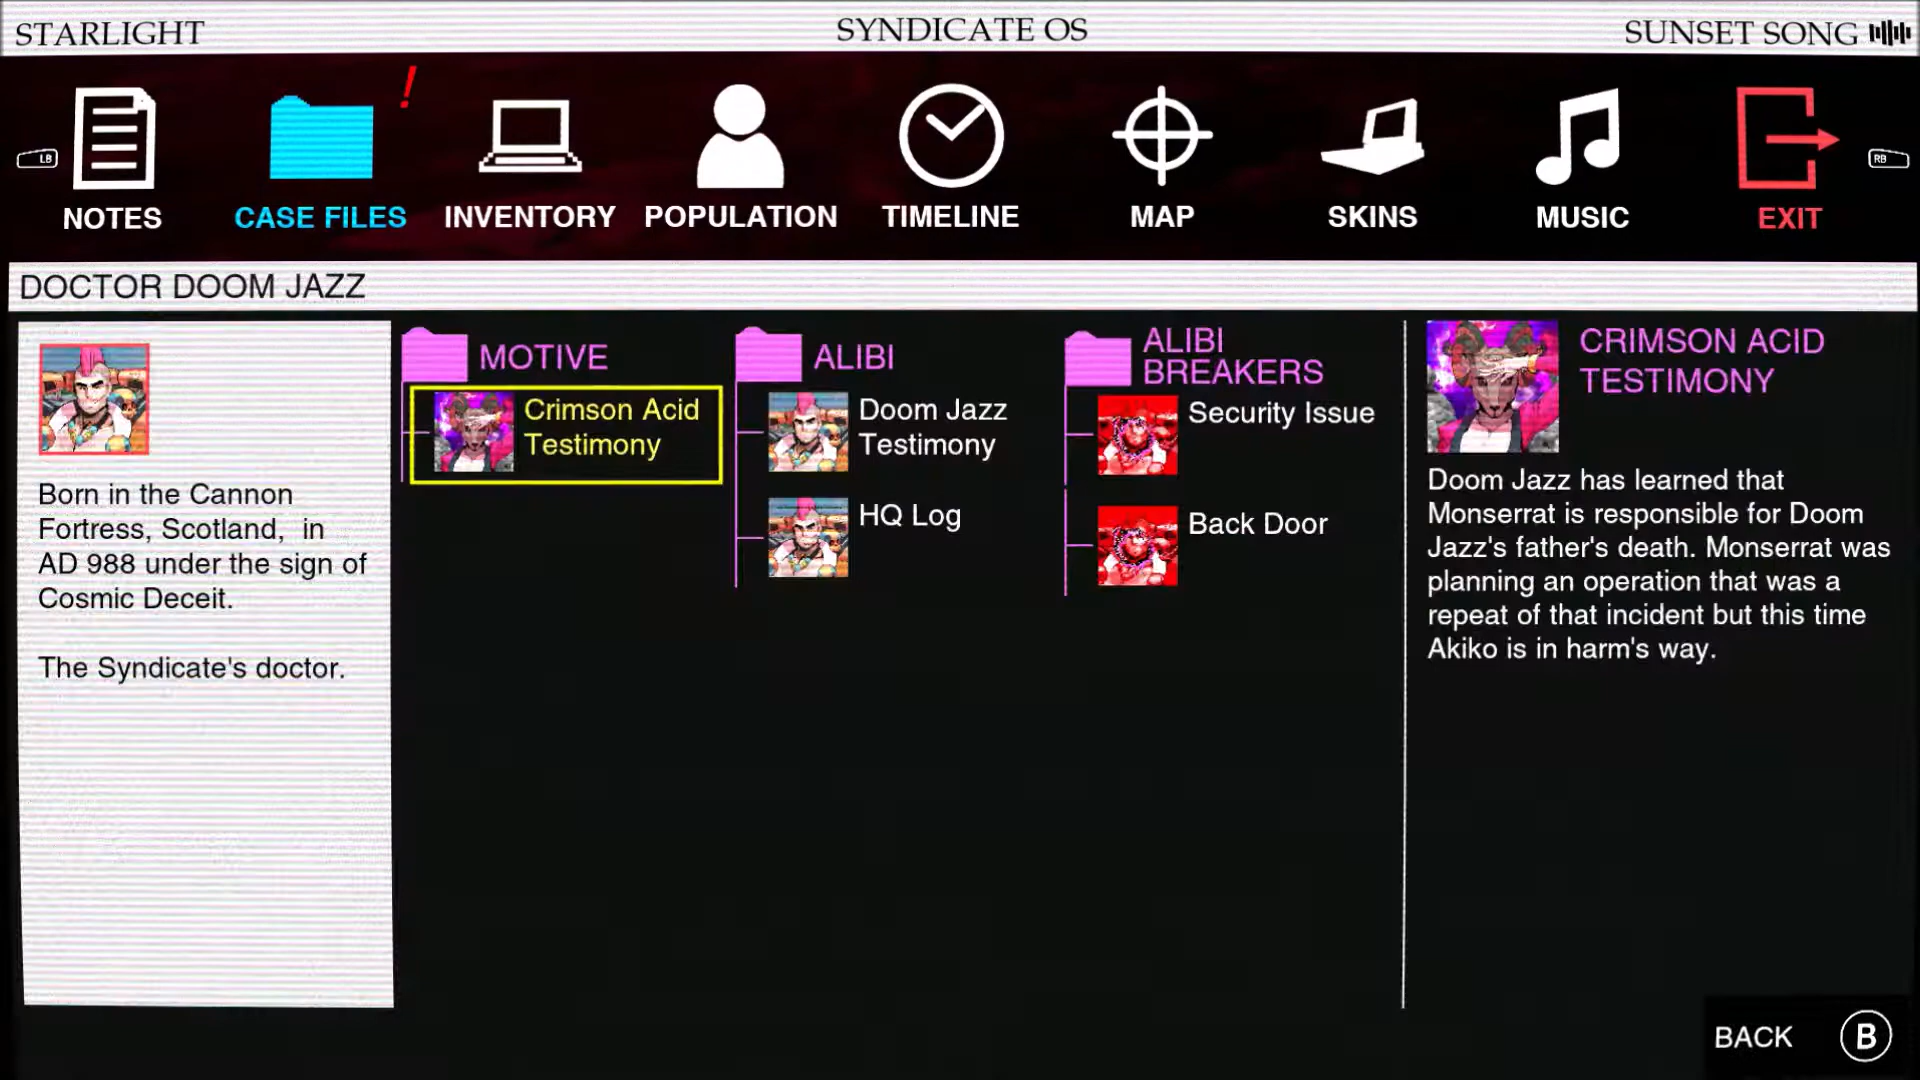 STARLIGHT
SYNDICATE OS
SUNSET SONG
!
LB
RB
NOTES
CASE FILES
INVENTORY
POPULATION
TIMELINE
MAP
SKINS
MUSIC
EXIT
DOCTOR DOOM JAZZ
Born in the Cannon
Fortress, Scotland,  in
AD 988 under the sign of
Cosmic Deceit.
The Syndicate's doctor.
MOTIVE
Crimson Acid
Testimony
ALIBI
Doom Jazz
Testimony
HQ Log
ALIBI
BREAKERS
Security Issue
Back Door
CRIMSON ACID
TESTIMONY
Doom Jazz has learned that
Monserrat is responsible for Doom
Jazz's father's death. Monserrat was
planning an operation that was a
repeat of that incident but this time
Akiko is in harm's way.
BACK
B